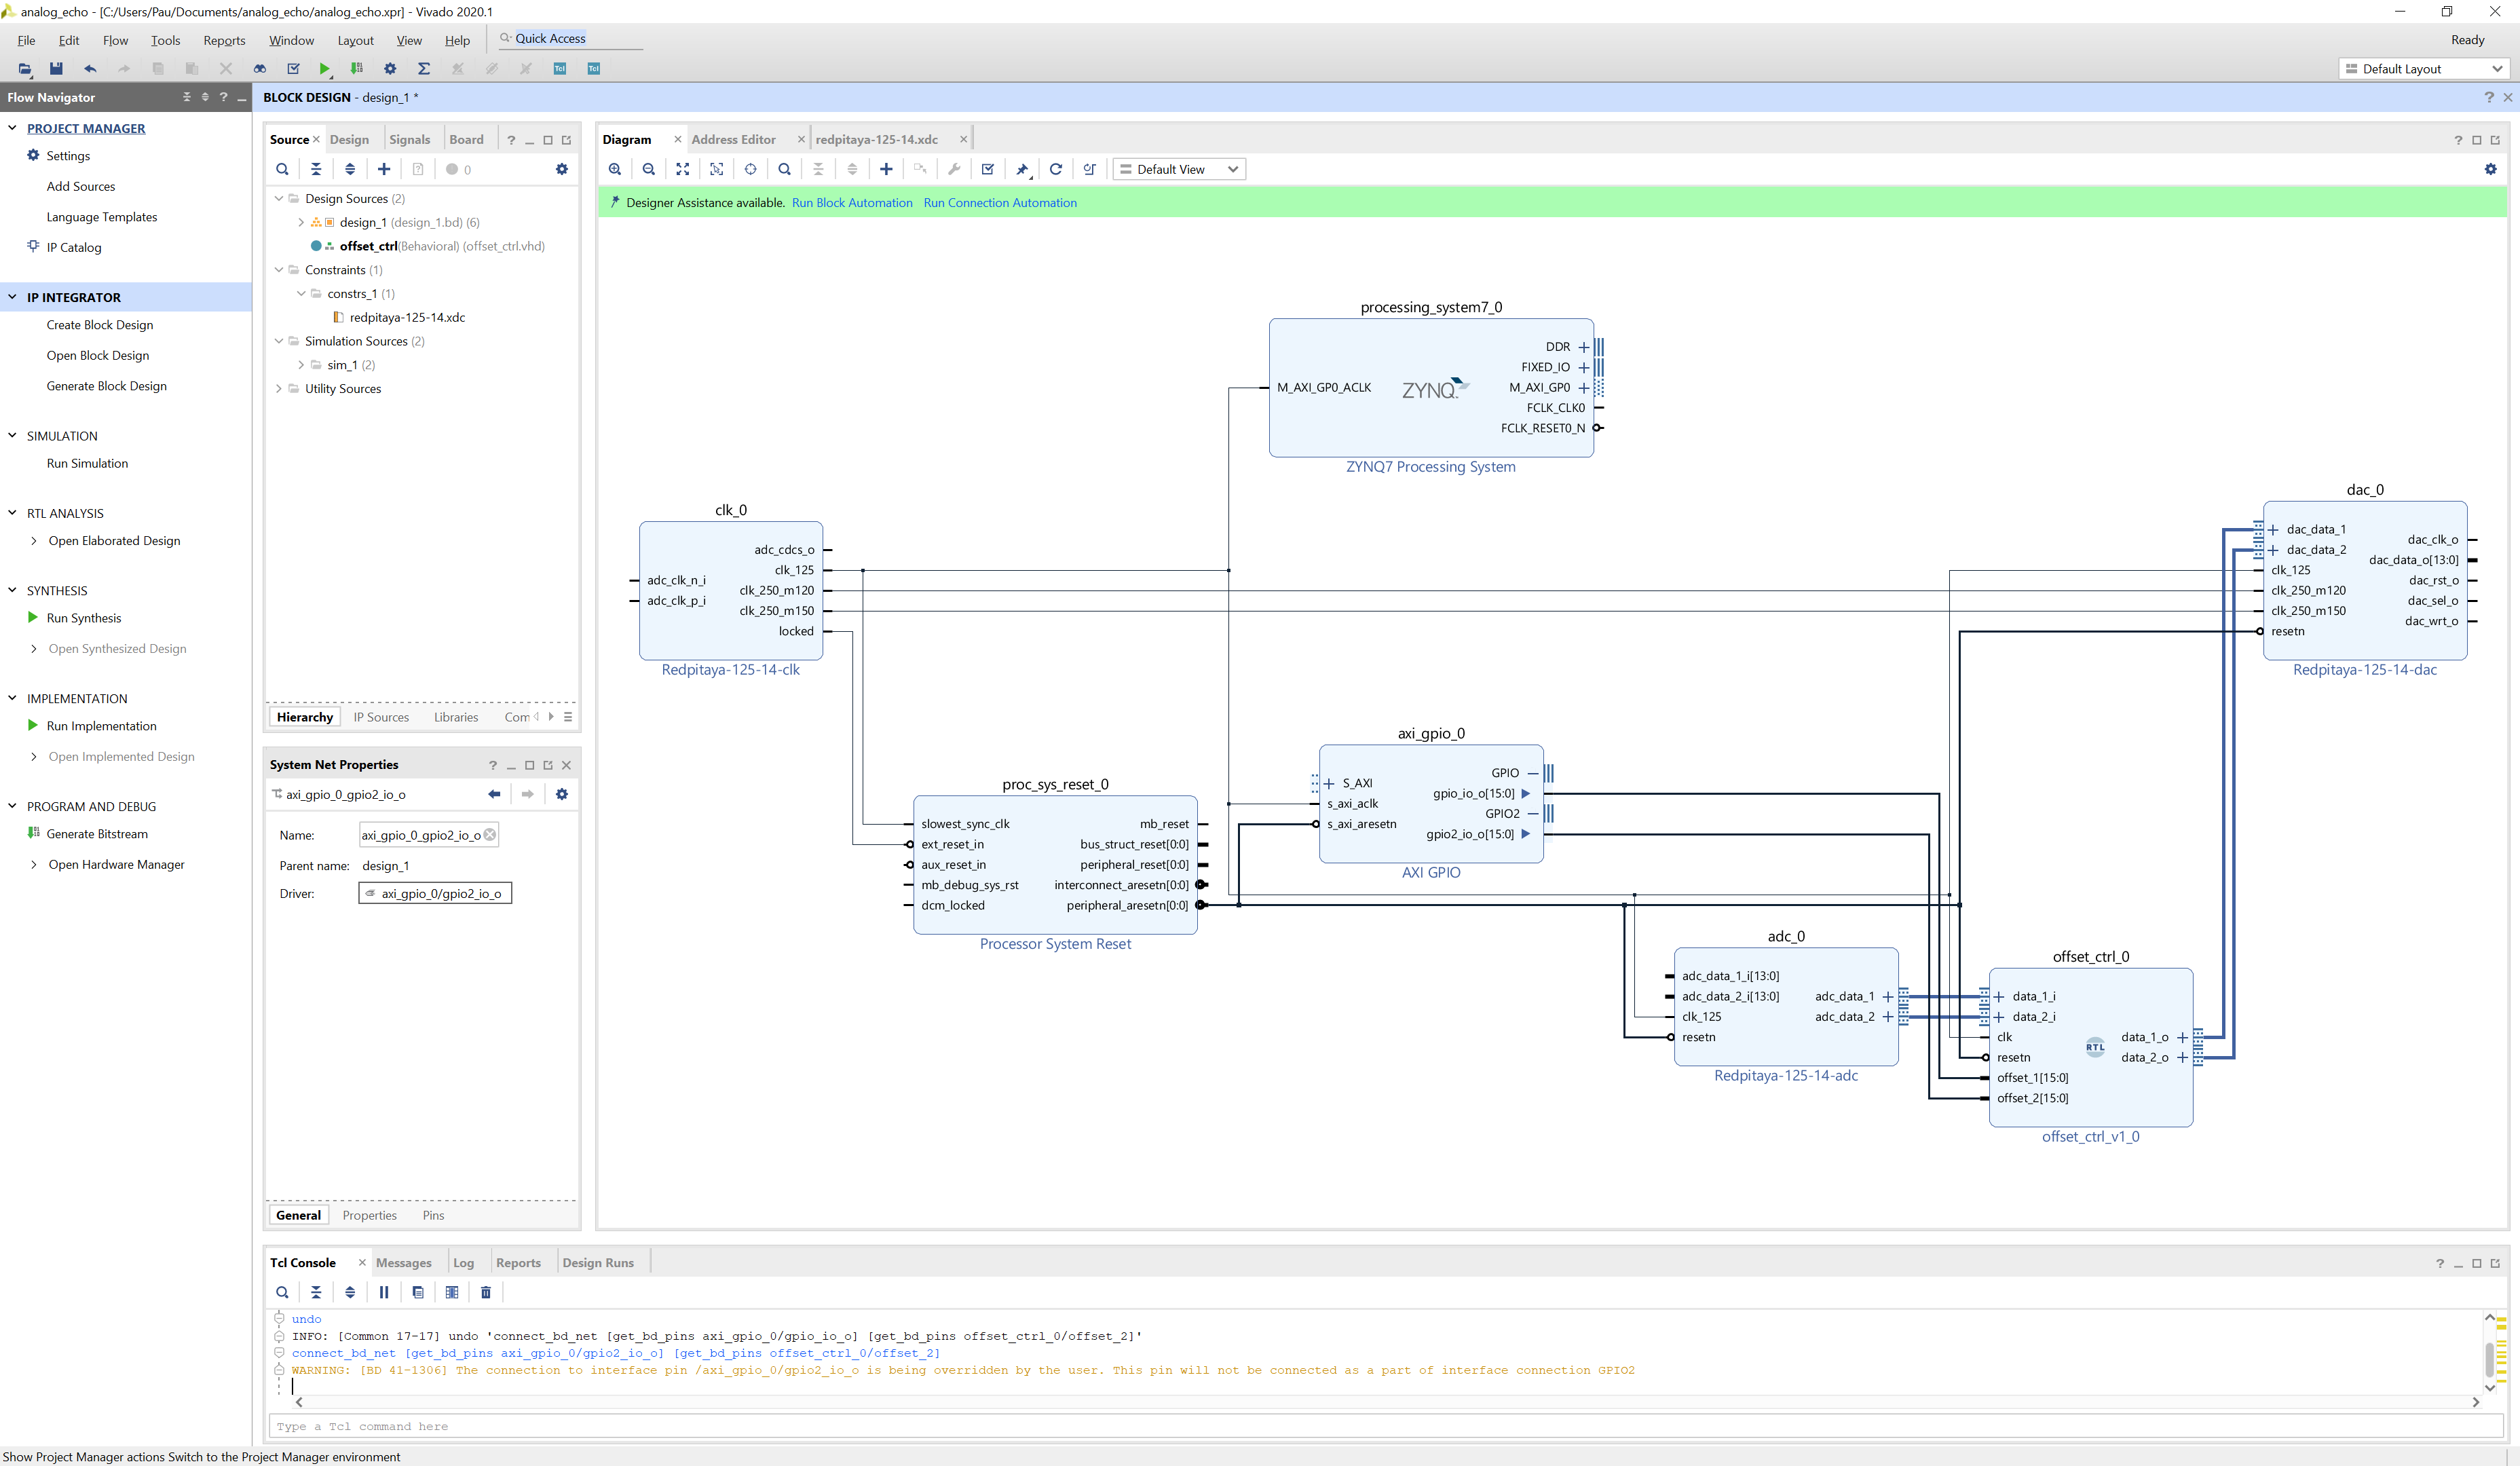 analog_echo - [C:/Users/Pau/Documents/analog_echo/analog_echo.xpr] - Vivado 2020.1
File Edit Flow Tools Reports Window Layout View Help Quick Access
Ready
Tcl Tcl
Default Layout
Flow Navigator
PROJECT MANAGER
Settings
Add Sources
Language Templates
IP Catalog
IP INTEGRATOR
Create Block Design
Open Block Design
Generate Block Design
SIMULATION
Run Simulation
RTL ANALYSIS
Open Elaborated Design
SYNTHESIS
Run Synthesis
Open Synthesized Design
IMPLEMENTATION
Run Implementation
Open Implemented Design
PROGRAM AND DEBUG
Generate Bitstream
Open Hardware Manager
BLOCK DESIGN - design_1 *
Source Design Signals Board
0
Design Sources (2)
design_1 (design_1.bd) (6)
offset_ctrl(Behavioral) (offset_ctrl.vhd)
Constraints (1)
constrs_1 (1)
redpitaya-125-14.xdc
Simulation Sources (2)
sim_1 (2)
Utility Sources
Hierarchy IP Sources Libraries Com
System Net Properties
axi_gpio_0_gpio2_io_o
Name: axi_gpio_0_gpio2_io_o
Parent name: design_1
Driver: axi_gpio_0/gpio2_io_o
General Properties Pins
Diagram Address Editor redpitaya-125-14.xdc
Default View
Designer Assistance available. Run Block Automation Run Connection Automation
processing_system7_0
DDR
FIXED_IO
M_AXI_GP0_ACLK ZYNQ M_AXI_GP0
FCLK_CLK0
FCLK_RESET0_N
ZYNQ7 Processing System
clk_0
adc_cdcs_o
clk_125
adc_clk_n_i
clk_250_m120
adc_clk_p_i
clk_250_m150
locked
Redpitaya-125-14-clk
dac_0
dac_data_1
dac_clk_o
dac_data_2
dac_data_o[13:0]
clk_125
dac_rst_o
clk_250_m120
dac_sel_o
clk_250_m150
dac_wrt_o
resetn
Redpitaya-125-14-dac
axi_gpio_0
GPIO
S_AXI
gpio_io_o[15:0]
s_axi_aclk
GPIO2
s_axi_aresetn
gpio2_io_o[15:0]
AXI GPIO
proc_sys_reset_0
slowest_sync_clk mb_reset
ext_reset_in bus_struct_reset[0:0]
aux_reset_in peripheral_reset[0:0]
mb_debug_sys_rst interconnect_aresetn[0:0]
dcm_locked peripheral_aresetn[0:0]
Processor System Reset
adc_0
adc_data_1_i[13:0]
adc_data_2_i[13:0] adc_data_1
clk_125 adc_data_2
resetn
Redpitaya-125-14-adc
offset_ctrl_0
data_1_i
data_2_i
clk data_1_o
RTL
resetn data_2_o
offset_1[15:0]
offset_2[15:0]
offset_ctrl_v1_0
Tcl Console Messages Log Reports Design Runs
undo
INFO: [Common 17-17] undo 'connect_bd_net [get_bd_pins axi_gpio_0/gpio_io_o] [get_bd_pins offset_ctrl_0/offset_2]'
connect_bd_net [get_bd_pins axi_gpio_0/gpio2_io_o] [get_bd_pins offset_ctrl_0/offset_2]
WARNING: [BD 41-1306] The connection to interface pin /axi_gpio_0/gpio2_io_o is being overridden by the user. This pin will not be connected as a part of interface connection GPIO2
Type a Tcl command here
Show Project Manager actions Switch to the Project Manager environment